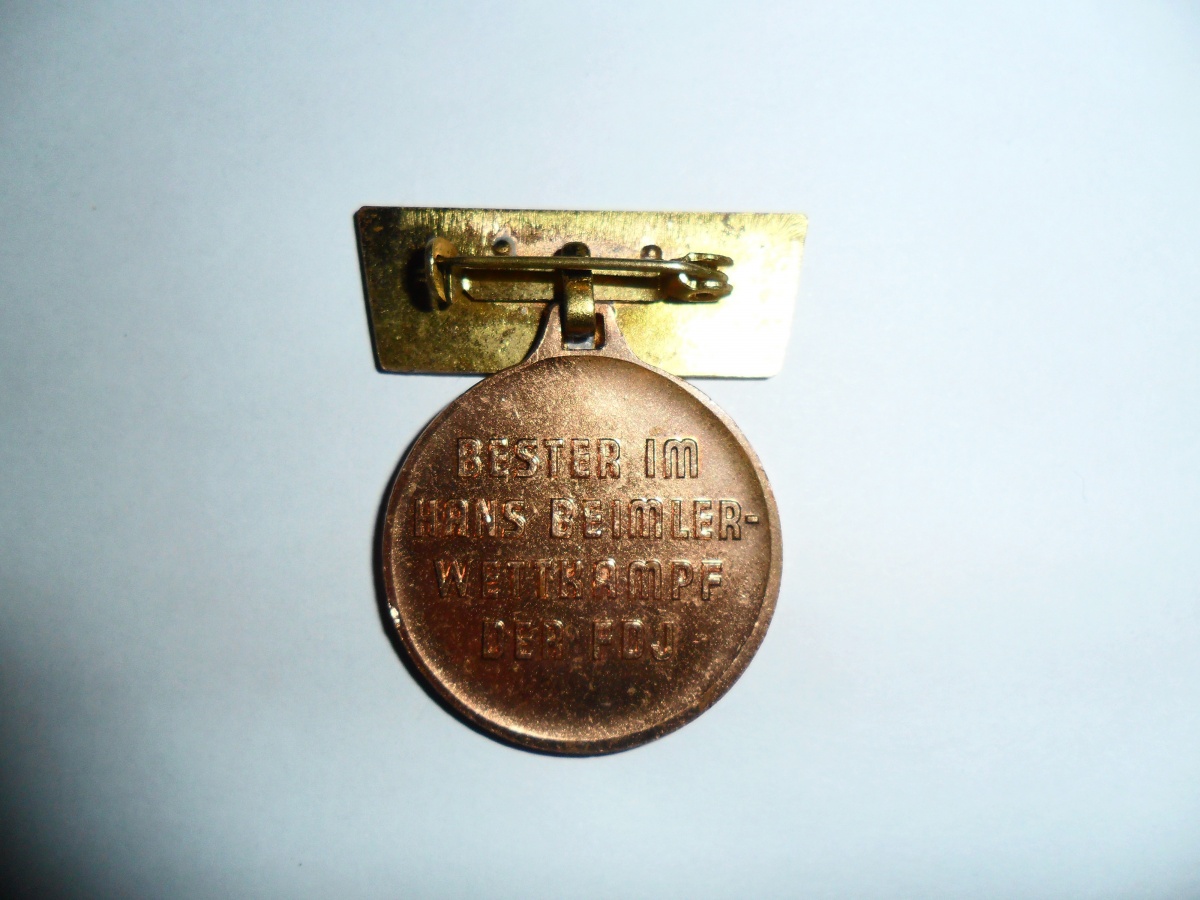 BESTER IM
HANS BEIMLER-
WETTKAMPF
DER FDJ